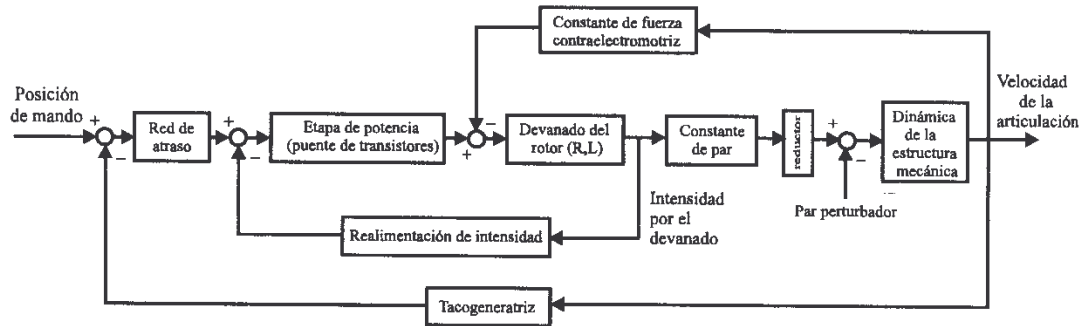 Constante de fuerza
contraelectromotriz
Posición
de mando
+
−
Red de
atraso
+
−
Etapa de potencia
(puente de transistores)
−
+
Devanado del
rotor (R,L)
Constante
de par
reductor
+
−
Dinámica
de la
estructura
mecánica
Velocidad
de la
articulación
Par perturbador
Intensidad
por el
devanado
Realimentación de intensidad
Tacogeneratriz